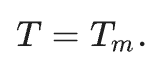 T = T_m.